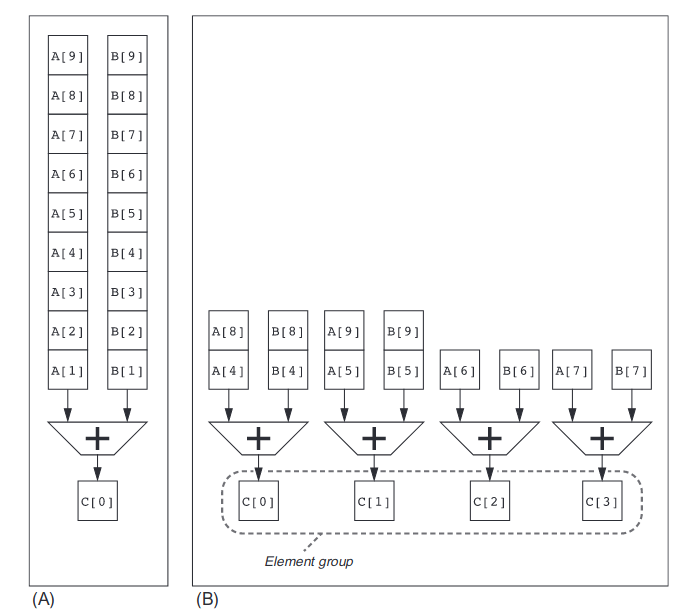 A[9] B[9]
A[8] B[8]
A[7] B[7]
A[6] B[6]
A[5] B[5]
A[4] B[4]
A[3] B[3]
A[2] B[2]
A[1] B[1]
+
C[0]
(A)
A[8] B[8] A[9] B[9]
A[4] B[4] A[5] B[5] A[6] B[6] A[7] B[7]
+ + + +
C[0] C[1] C[2] C[3]
Element group
(B)